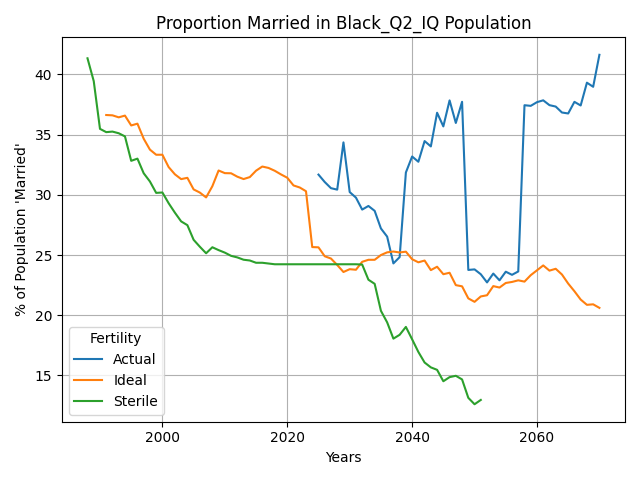 Proportion Married in Black_Q2_IQ Population
% of Population 'Married'
40
35
30
25
20
15
Fertility
Actual
Ideal
Sterile
2000
2020
2040
2060
Years